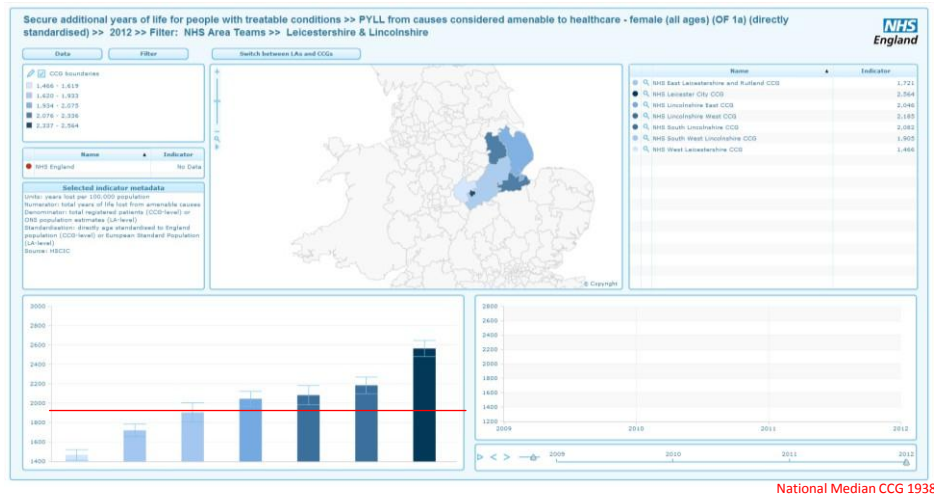 Secure additional years of life for people with treatable conditions >> PYLL from causes considered amenable to healthcare - female (all ages) (OF 1a) (directly
standardised) >> 2012 >> Filter: NHS Area Teams >> Leicestershire & Lincolnshire
NHS
England
Data
Filter
Switch between LAs and CCGs
CCG boundaries
1,466 - 1,619
1,620 - 1,933
1,934 - 2,075
2,076 - 2,336
2,337 - 2,564
Name Indicator
NHS England No Data
Selected indicator metadata
Units: years lost per 100,000 population
Numerator: total years of life lost from amenable causes
Denominator: total registered patients (CCG-level) or
ONS population estimates (LA-level)
Standardisation: directly age standardised to England
population (CCG-level) or European Standard Population
(LA-level)
Source: HSCIC
© Copyright
Name Indicator
NHS East Leicestershire and Rutland CCG 1,721
NHS Leicester City CCG 2,564
NHS Lincolnshire East CCG 2,046
NHS Lincolnshire West CCG 2,185
NHS South Lincolnshire CCG 2,082
NHS South West Lincolnshire CCG 1,905
NHS West Leicestershire CCG 1,466
3000
2800
2600
2400
2200
2000
1800
1600
1400
2800
2600
2400
2200
2000
1800
1600
1400
1200
2009 2010 2011 2012
2009 2010 2011 2012
National Median CCG 1938